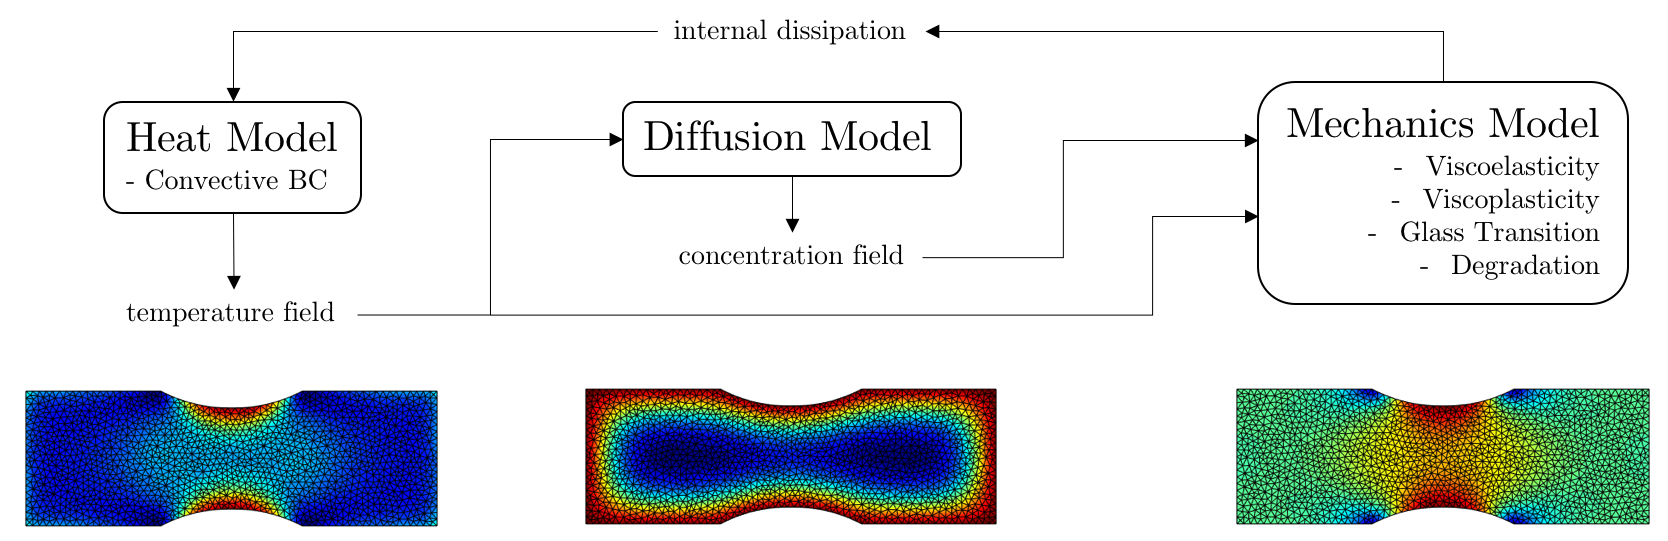 internal dissipation
Heat Model
- Convective BC
Diffusion Model
Mechanics Model
- Viscoelasticity
- Viscoplasticity
- Glass Transition
- Degradation
concentration field
temperature field